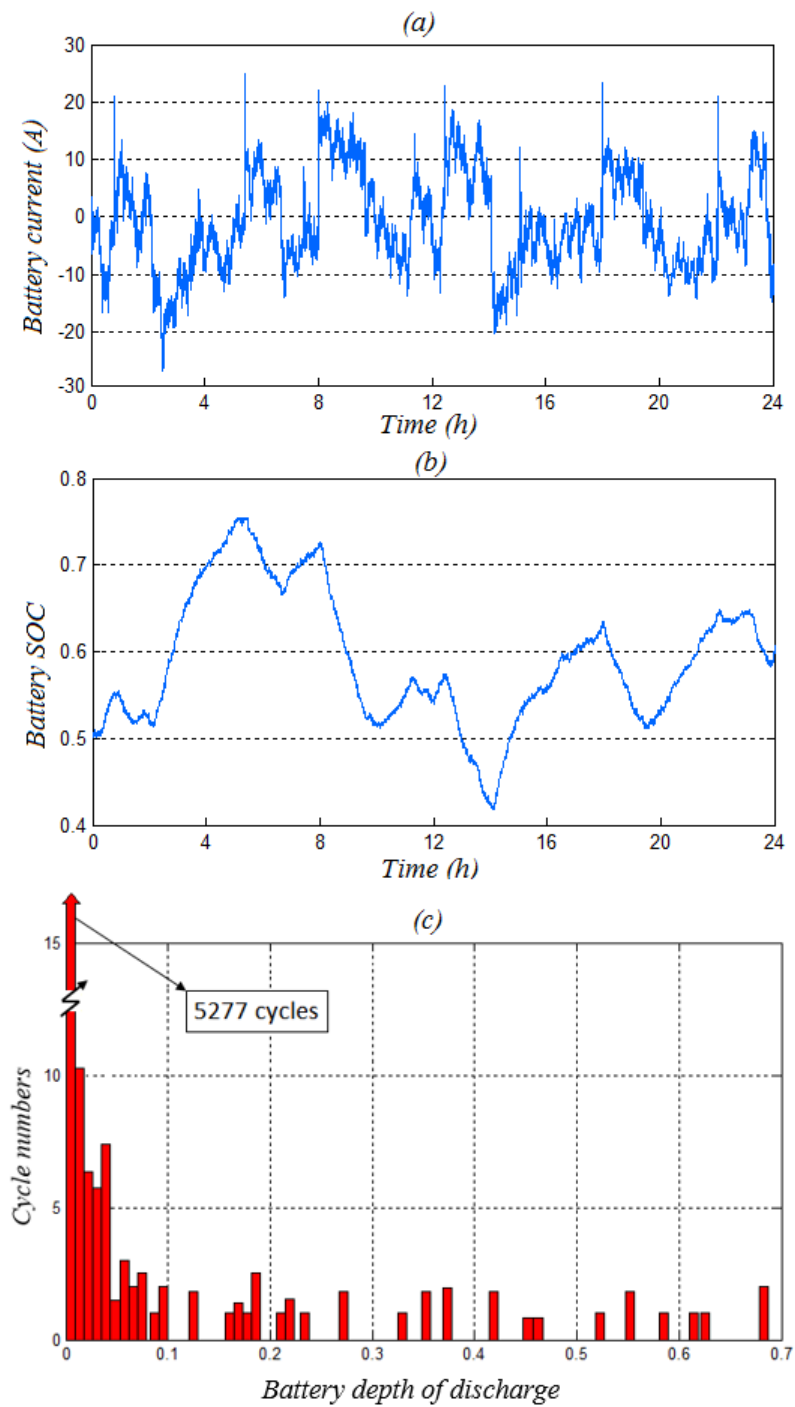 (a)
30
20
10
0
-10
-20
-30
Battery current (A)
0 4 8 12 16 20 24
Time (h)
(b)
0.8
0.7
0.6
0.5
0.4
Battery SOC
0 4 8 12 16 20 24
Time (h)
(c)
15
10
5
0
5277 cycles
Cycle numbers
0 0.1 0.2 0.3 0.4 0.5 0.6 0.7
Battery depth of discharge